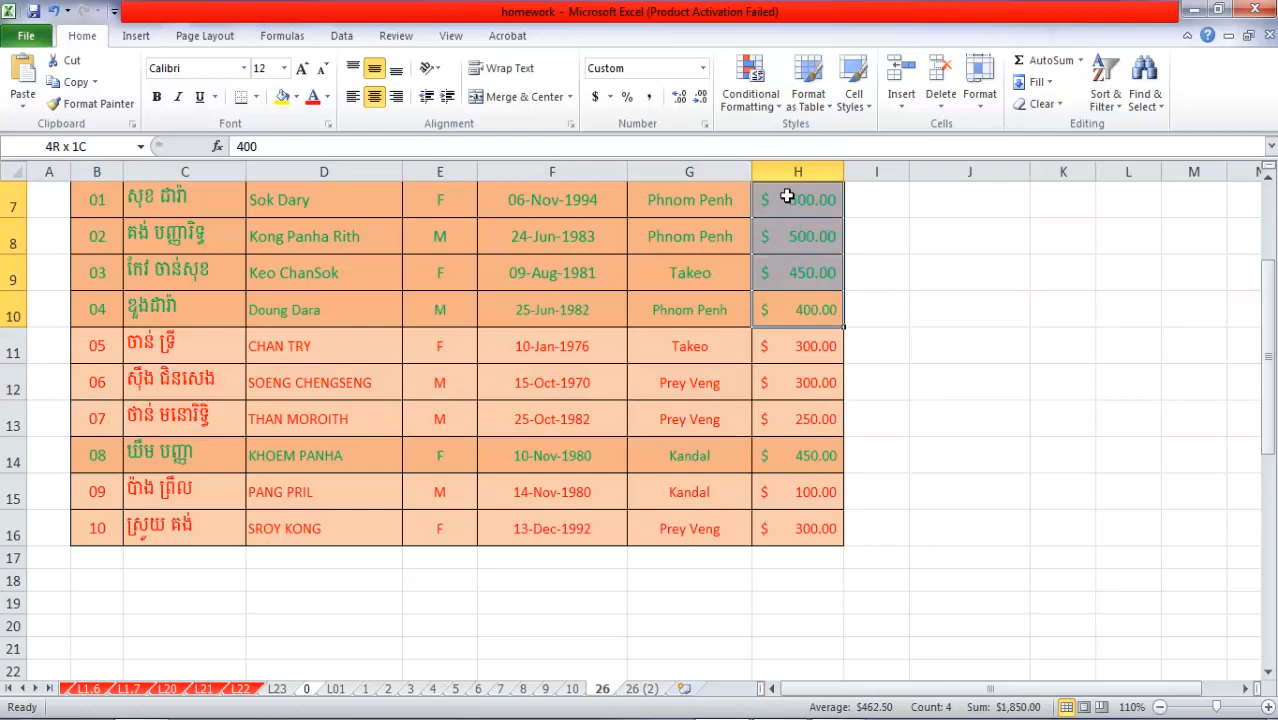 homework - Microsoft Excel (Product Activation Failed)
File Home Insert Page Layout Formulas Data Review View Acrobat
Paste Cut Copy Format Painter Calibri 12 Wrap Text Merge & Center Custom Conditional Formatting Format as Table Cell Styles Insert Delete Format AutoSum Fill Clear Sort & Filter Find & Select
Clipboard Font Alignment Number Styles Cells Editing
4R x 1C fx 400
A B C D E F G H I J K L M N
7 01 សុខ ដារ៉ា Sok Dary F 06-Nov-1994 Phnom Penh $ 00.00
8 02 គង់ បញ្ញារិទ្ធ Kong Panha Rith M 24-Jun-1983 Phnom Penh $ 500.00
9 03 កែវ ចាន់សុខ Keo ChanSok F 09-Aug-1981 Takeo $ 450.00
10 04 ឌួងដារ៉ា Doung Dara M 25-Jun-1982 Phnom Penh $ 400.00
11 05 ចាន់ ទ្រី CHAN TRY F 10-Jan-1976 Takeo $ 300.00
12 06 ស៊ឹង ជិនសេង SOENG CHENGSENG M 15-Oct-1970 Prey Veng $ 300.00
13 07 ថាន់ មនោរិទ្ធិ THAN MOROITH M 25-Oct-1982 Prey Veng $ 250.00
14 08 ឃឹម បញ្ញា KHOEM PANHA F 10-Nov-1980 Kandal $ 450.00
15 09 ប៉ាង ព្រឹល PANG PRIL M 14-Nov-1980 Kandal $ 100.00
16 10 ស្រូយ គង់ SROY KONG F 13-Dec-1992 Prey Veng $ 300.00
17
18
19
20
21
22
L1.6 L1.7 L20 L21 L22 L23 0 L01 1 2 3 4 5 6 7 8 9 10 26 26 (2)
Ready Average: $462.50 Count: 4 Sum: $1,850.00 110%